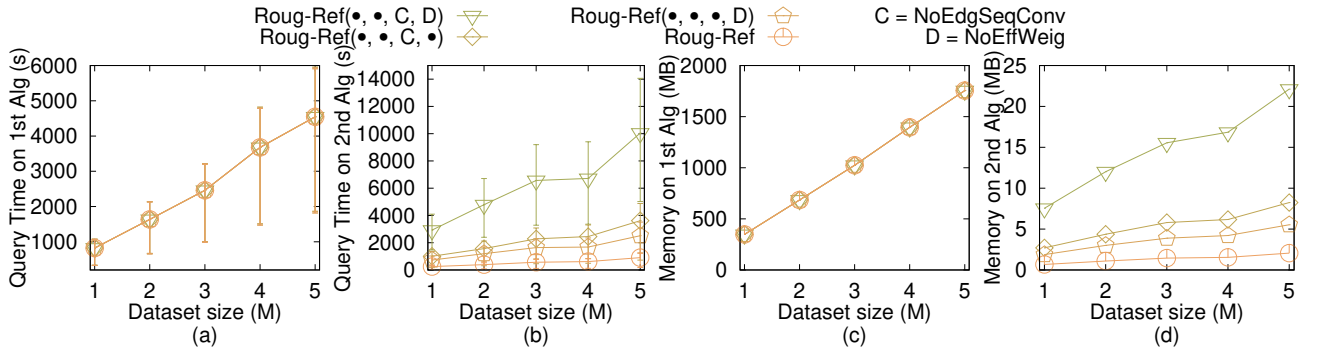 Roug-Ref(•, •, C, D)
Roug-Ref(•, •, •, D)
C = NoEdgSeqConv
Roug-Ref(•, •, C, •)
Roug-Ref
D = NoEffWeig
Query Time on 1st Alg (s)
6000
5000
4000
3000
2000
1000
1 2 3 4 5
Dataset size (M)
(a)
Query Time on 2nd Alg (s)
14000
12000
10000
8000
6000
4000
2000
0
1 2 3 4 5
Dataset size (M)
(b)
Memory on 1st Alg (MB)
2000
1500
1000
500
0
1 2 3 4 5
Dataset size (M)
(c)
Memory on 2nd Alg (MB)
25
20
15
10
5
0
1 2 3 4 5
Dataset size (M)
(d)